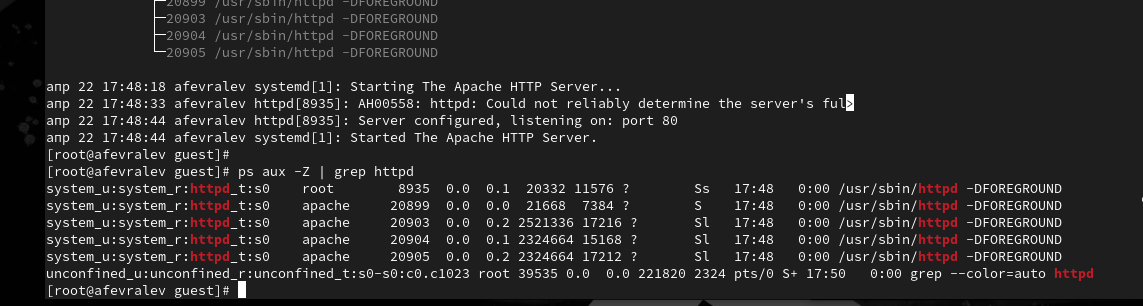 ├─20899 /usr/sbin/httpd -DFOREGROUND
├─20903 /usr/sbin/httpd -DFOREGROUND
├─20904 /usr/sbin/httpd -DFOREGROUND
└─20905 /usr/sbin/httpd -DFOREGROUND
апр 22 17:48:18 afevralev systemd[1]: Starting The Apache HTTP Server...
апр 22 17:48:33 afevralev httpd[8935]: AH00558: httpd: Could not reliably determine the server's ful>
апр 22 17:48:44 afevralev httpd[8935]: Server configured, listening on: port 80
апр 22 17:48:44 afevralev systemd[1]: Started The Apache HTTP Server.
[root@afevralev guest]#
[root@afevralev guest]# ps aux -Z | grep httpd
system_u:system_r:httpd_t:s0    root        8935  0.0  0.1  20332 11576 ?        Ss   17:48   0:00 /usr/sbin/httpd -DFOREGROUND
system_u:system_r:httpd_t:s0    apache     20899  0.0  0.0  21668  7384 ?        S    17:48   0:00 /usr/sbin/httpd -DFOREGROUND
system_u:system_r:httpd_t:s0    apache     20903  0.0  0.2 2521336 17216 ?       Sl   17:48   0:00 /usr/sbin/httpd -DFOREGROUND
system_u:system_r:httpd_t:s0    apache     20904  0.0  0.1 2324664 15168 ?       Sl   17:48   0:00 /usr/sbin/httpd -DFOREGROUND
system_u:system_r:httpd_t:s0    apache     20905  0.0  0.2 2324664 17212 ?       Sl   17:48   0:00 /usr/sbin/httpd -DFOREGROUND
unconfined_u:unconfined_r:unconfined_t:s0-s0:c0.c1023 root 39535 0.0  0.0 221820 2324 pts/0 S+ 17:50   0:00 grep --color=auto httpd
[root@afevralev guest]#